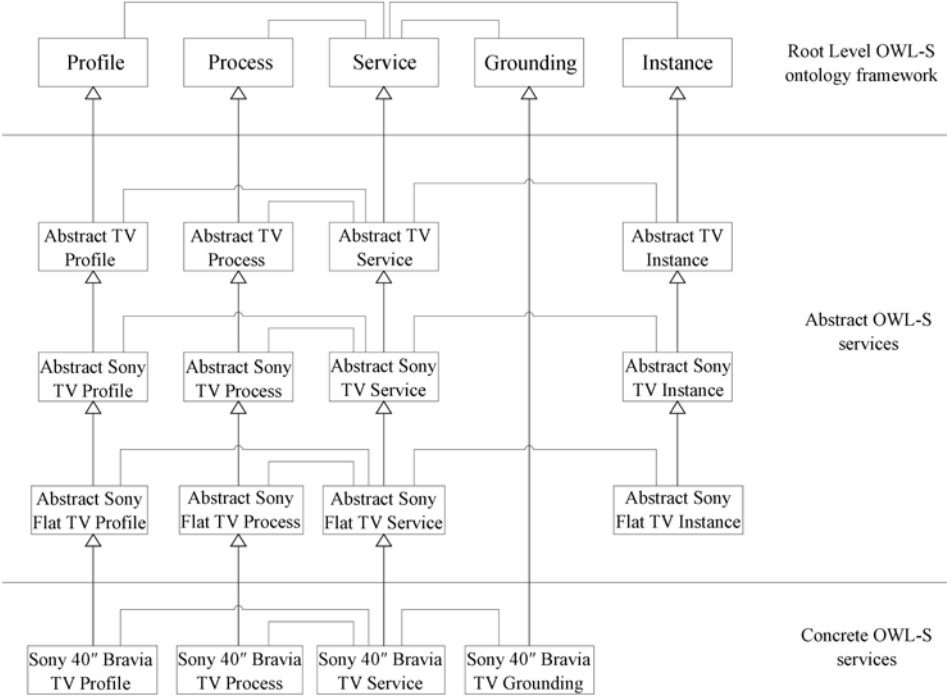 Profile
Process
Service
Grounding
Instance
Root Level OWL-S
ontology framework
Abstract TV
Profile
Abstract TV
Process
Abstract TV
Service
Abstract TV
Instance
Abstract OWL-S
services
Abstract Sony
TV Profile
Abstract Sony
TV Process
Abstract Sony
TV Service
Abstract Sony
TV Instance
Abstract Sony
Flat TV Profile
Abstract Sony
Flat TV Process
Abstract Sony
Flat TV Service
Abstract Sony
Flat TV Instance
Sony 40″ Bravia
TV Profile
Sony 40″ Bravia
TV Process
Sony 40″ Bravia
TV Service
Sony 40″ Bravia
TV Grounding
Concrete OWL-S
services